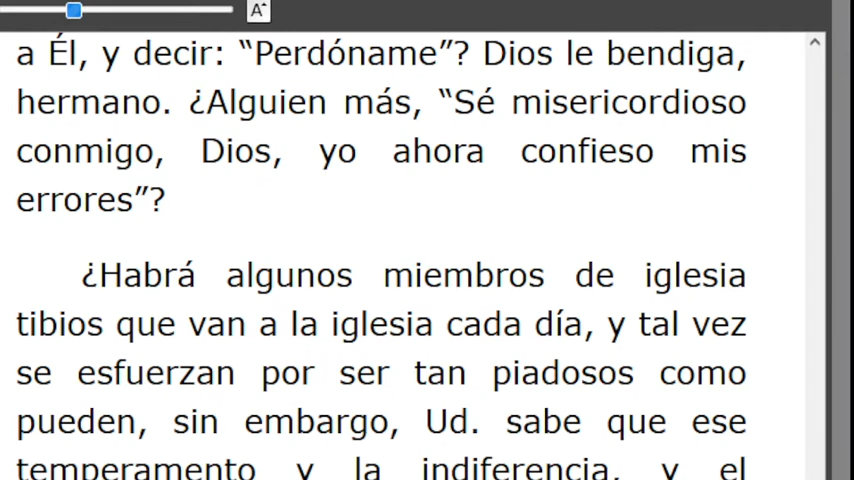 A
a Él, y decir: “Perdóname”? Dios le bendiga,
hermano. ¿Alguien más, “Sé misericordioso
conmigo, Dios, yo ahora confieso mis
errores”?
¿Habrá algunos miembros de iglesia
tibios que van a la iglesia cada día, y tal vez
se esfuerzan por ser tan piadosos como
pueden, sin embargo, Ud. sabe que ese
temperamento y la indiferencia, y el